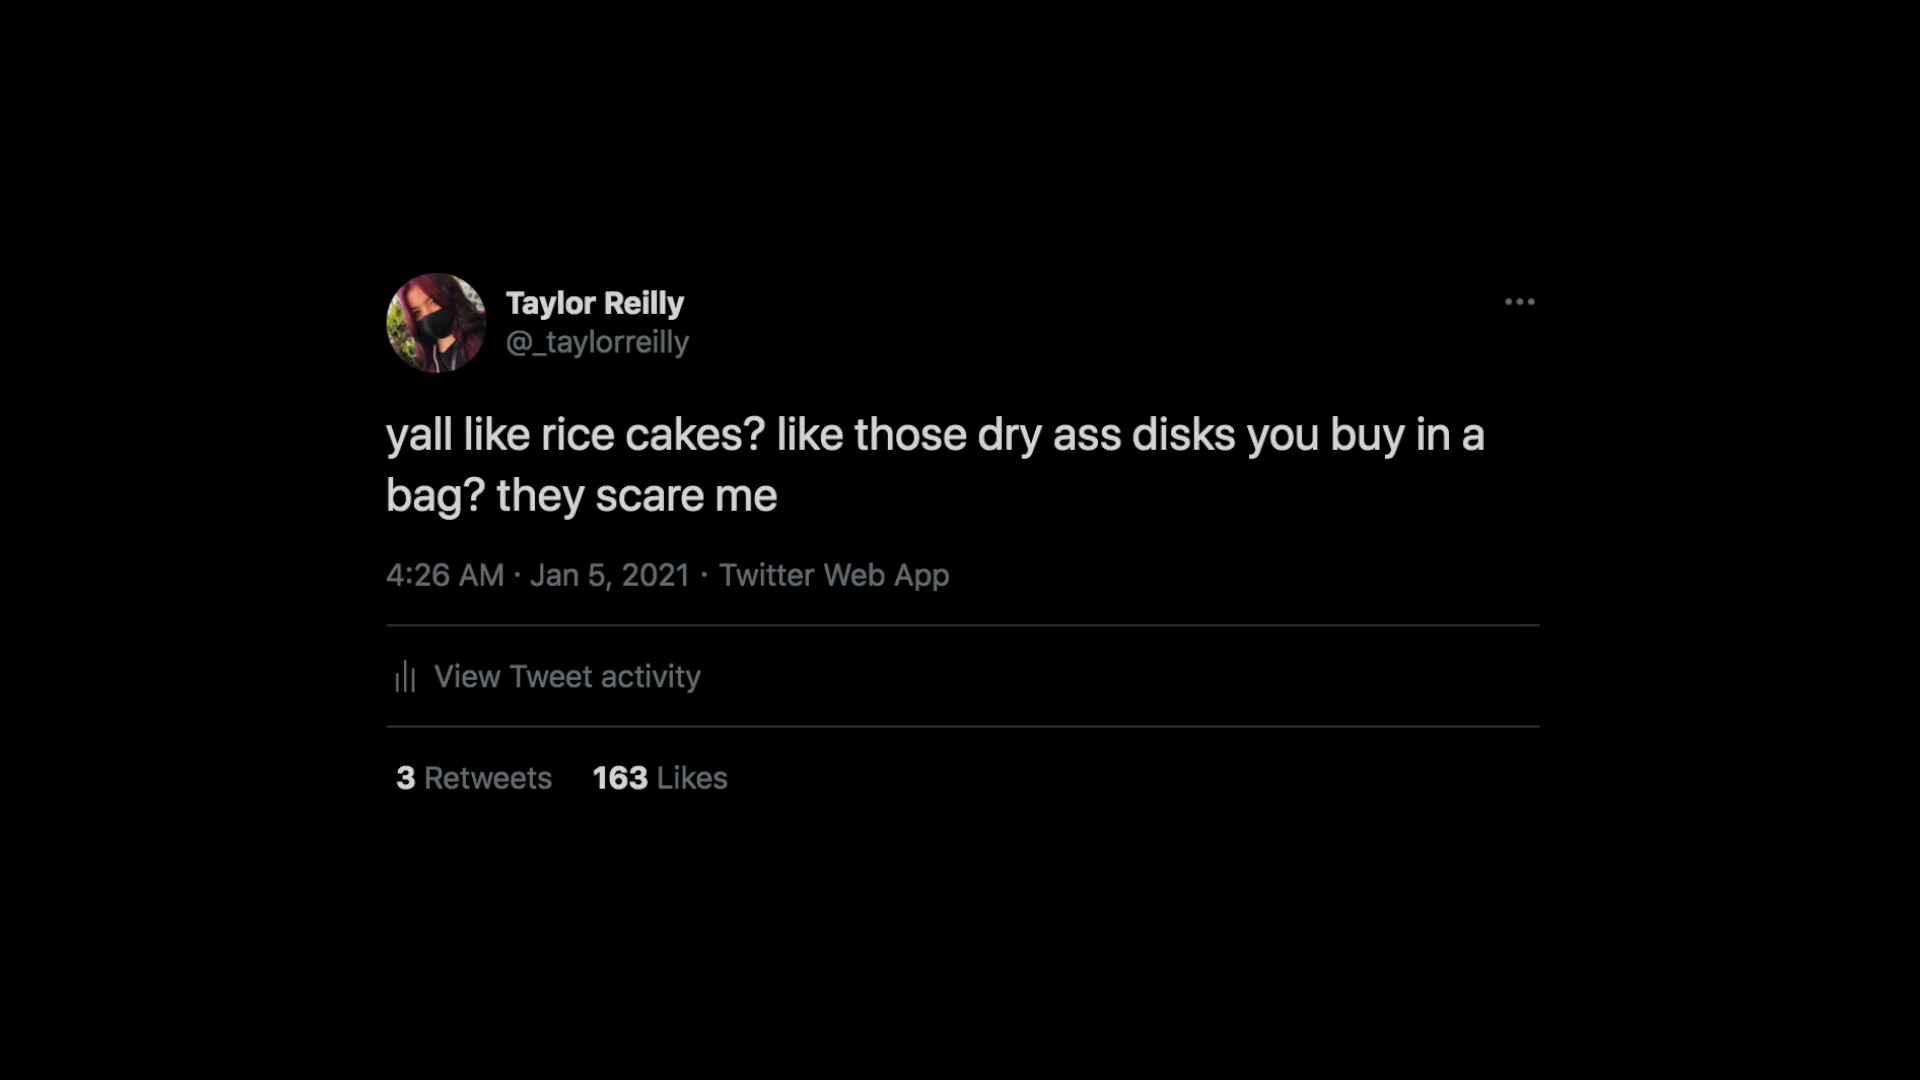 Taylor Reilly
@_taylorreilly
yall like rice cakes? like those dry ass disks you buy in a
bag? they scare me
4:26 AM · Jan 5, 2021 · Twitter Web App
View Tweet activity
3 Retweets 163 Likes